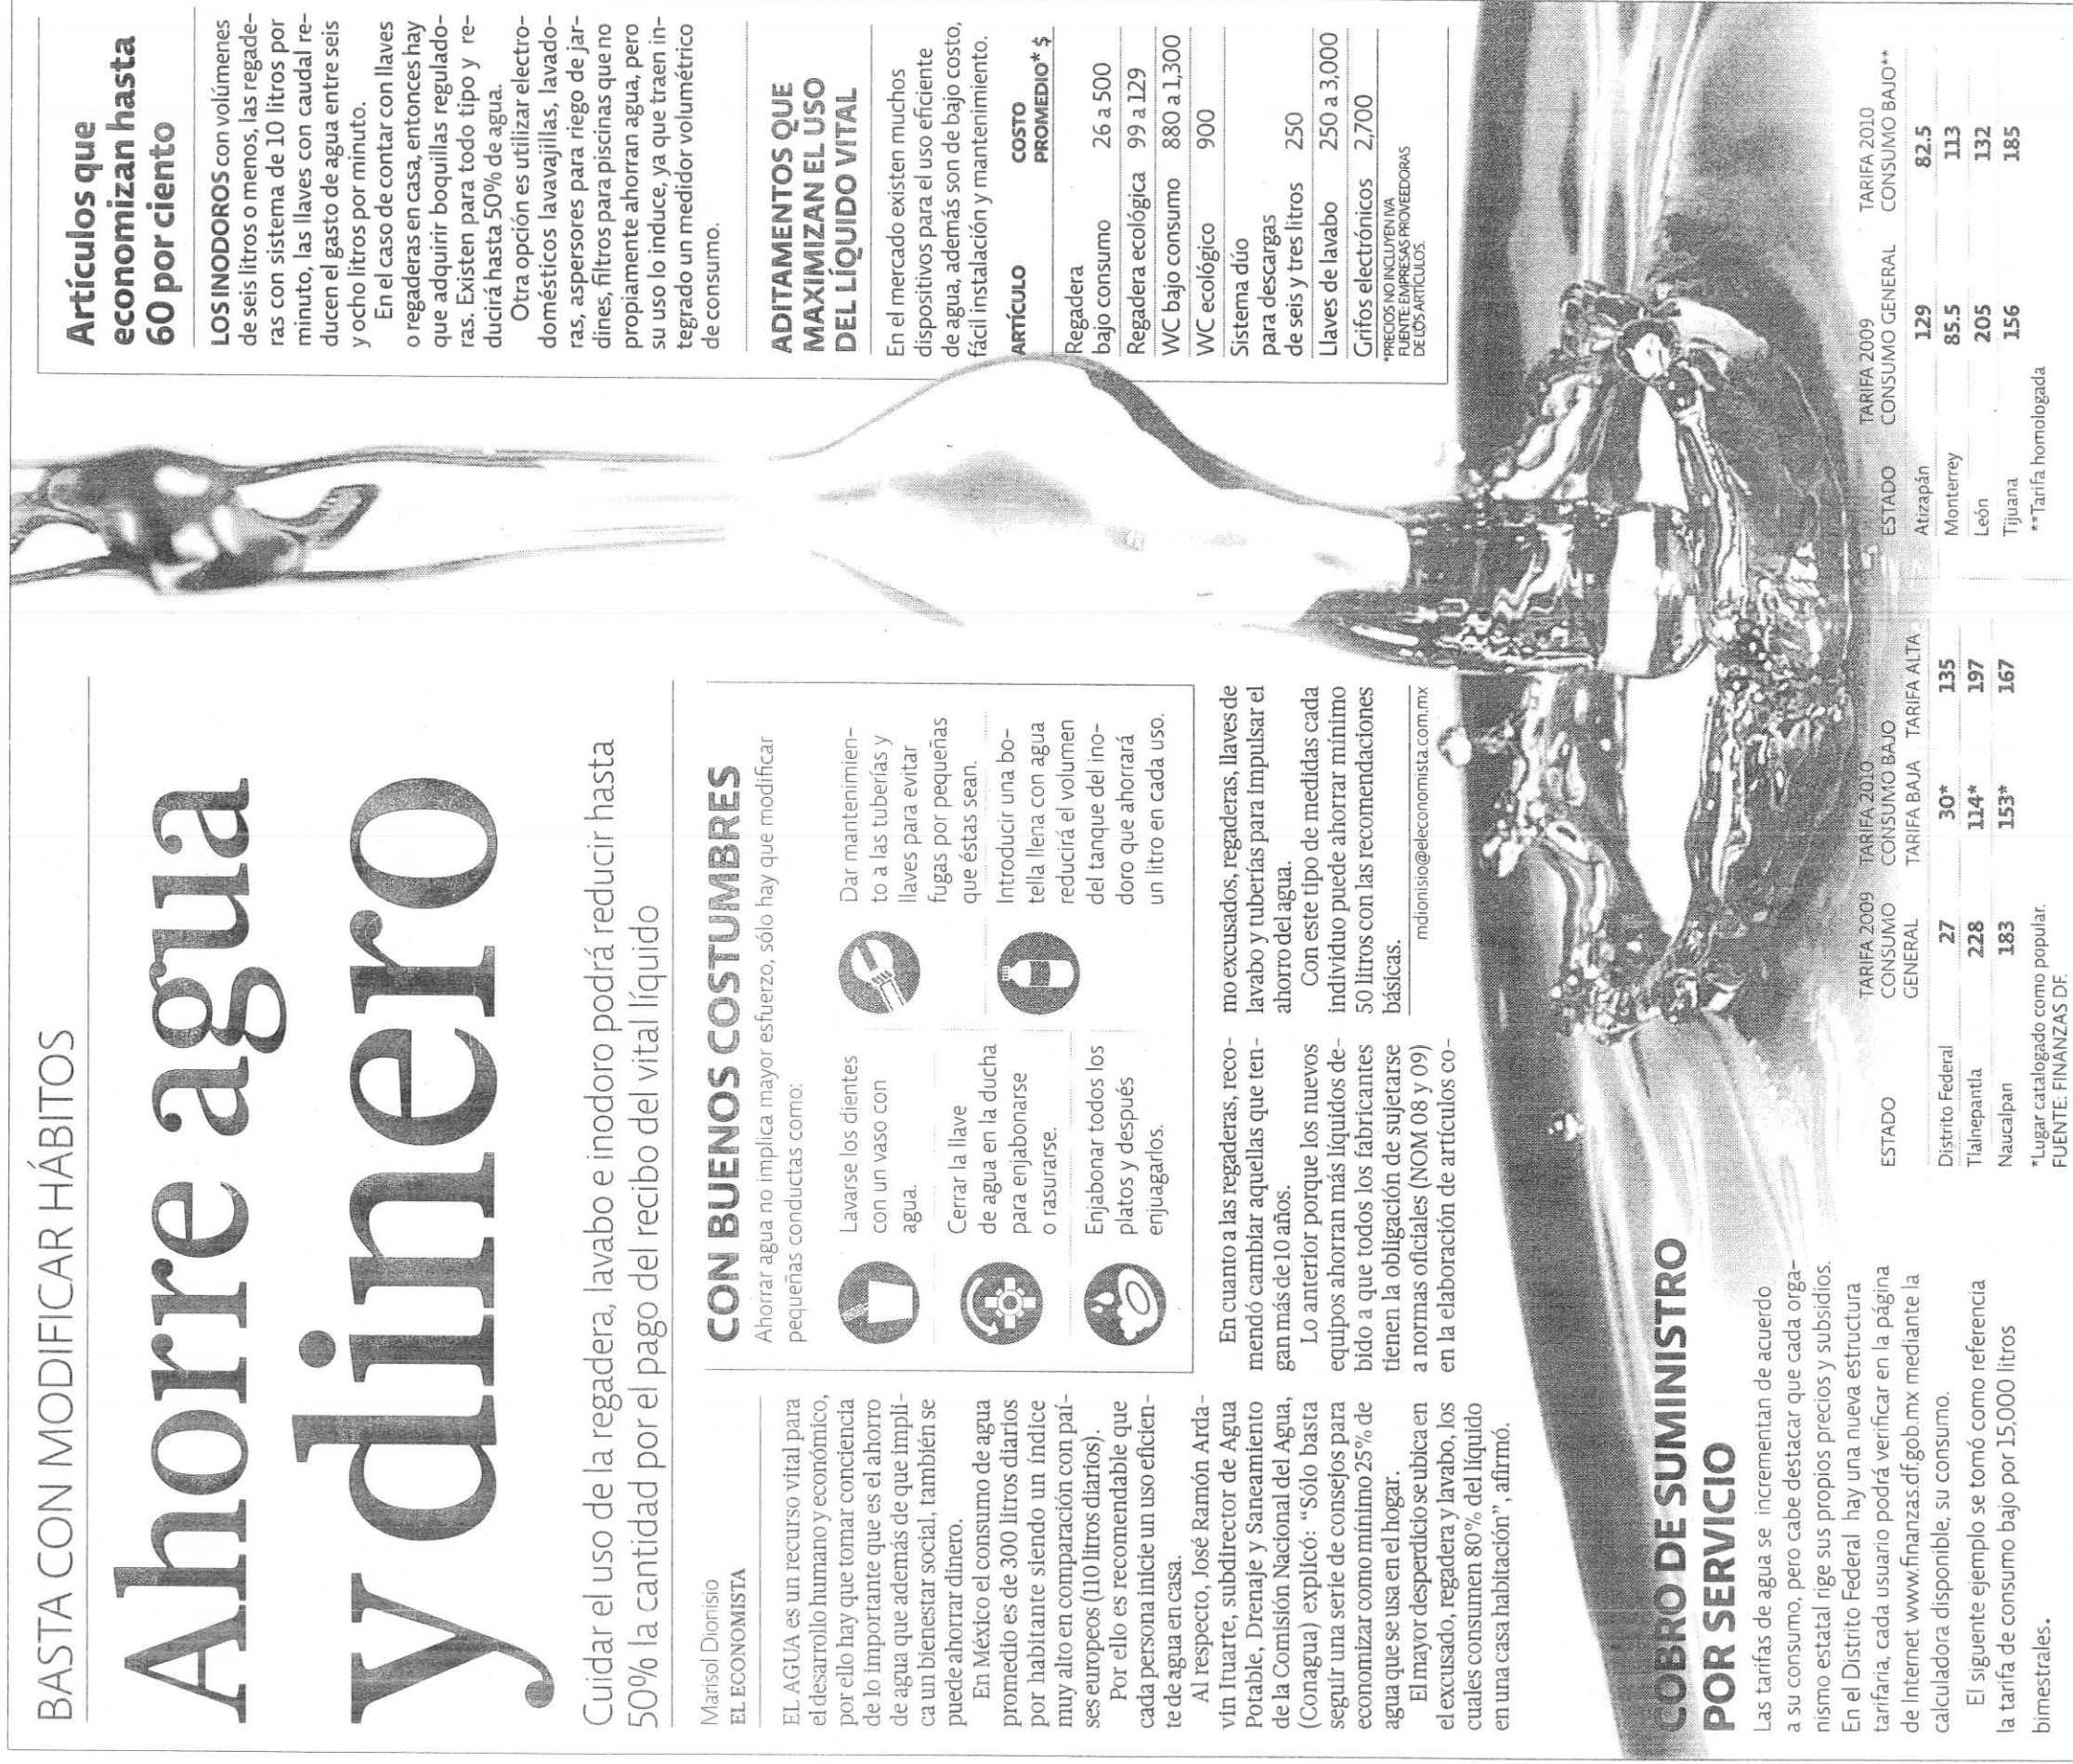 BASTA CON MODIFICAR HÁBITOS
Ahorre agua
y dinero
Cuidar el uso de la regadera, lavabo e inodoro podrá reducir hasta
50% la cantidad por el pago del recibo del vital líquido
Marisol Dionisio
EL ECONOMISTA
EL AGUA es un recurso vital para
el desarrollo humano y económico,
por ello hay que tomar conciencia
de lo importante que es el ahorro
de agua que además de que impli-
ca un bienestar social, también se
puede ahorrar dinero.
En México el consumo de agua
promedio es de 300 litros diarios
por habitante siendo un índice
muy alto en comparación con paí-
ses europeos (110 litros diarios).
Por ello es recomendable que
cada persona inicie un uso eficien-
te de agua en casa.
Al respecto, José Ramón Arda-
vin Ituarte, subdirector de Agua
Potable, Drenaje y Saneamiento
de la Comisión Nacional del Agua,
(Conagua) explicó: “Sólo basta
seguir una serie de consejos para
economizar como mínimo 25% de
agua que se usa en el hogar.
El mayor desperdicio se ubica en
el excusado, regadera y lavabo, los
cuales consumen 80% del líquido
en una casa habitación”, afirmó.
CON BUENOS COSTUMBRES
Ahorrar agua no implica mayor esfuerzo, sólo hay que modificar
pequeñas conductas como:
Lavarse los dientes
con un vaso con
agua.
Cerrar la llave
de agua en la ducha
para enjabonarse
o rasurarse.
Enjabonar todos los
platos y después
enjuagarlos.
Dar mantenimien-
to a las tuberías y
llaves para evitar
fugas por pequeñas
que éstas sean.
Introducir una bo-
tella llena con agua
reducirá el volumen
del tanque del ino-
doro que ahorrará
un litro en cada uso.
En cuanto a las regaderas, reco-
mendó cambiar aquellas que ten-
gan más de 10 años.
Lo anterior porque los nuevos
equipos ahorran más líquidos de-
bido a que todos los fabricantes
tienen la obligación de sujetarse
a normas oficiales (NOM 08 y 09)
en la elaboración de artículos co-
mo excusados, regaderas, llaves de
lavabo y tuberías para impulsar el
ahorro del agua.
Con este tipo de medidas cada
individuo puede ahorrar mínimo
50 litros con las recomendaciones
básicas.
mdionisio@eleconomista.com.mx
Artículos que
economizan hasta
60 por ciento
LOS INODOROS con volúmenes
de seis litros o menos, las regade-
ras con sistema de 10 litros por
minuto, las llaves con caudal re-
ducen el gasto de agua entre seis
y ocho litros por minuto.
En el caso de contar con llaves
o regaderas en casa, entonces hay
que adquirir boquillas regulado-
ras. Existen para todo tipo y re-
ducirá hasta 50% de agua.
Otra opción es utilizar electro-
domésticos lavavajillas, lavado-
ras, aspersores para riego de jar-
dines, filtros para piscinas que no
propiamente ahorran agua, pero
su uso lo induce, ya que traen in-
tegrado un medidor volumétrico
de consumo.
ADITAMENTOS QUE
MAXIMIZAN EL USO
DEL LÍQUIDO VITAL
En el mercado existen muchos
dispositivos para el uso eficiente
de agua, además son de bajo costo,
fácil instalación y mantenimiento.
ARTÍCULO COSTO
PROMEDIO* $
Regadera
bajo consumo 26 a 500
Regadera ecológica 99 a 129
WC bajo consumo 880 a 1,300
WC ecológico 900
Sistema dúo
para descargas
de seis y tres litros 250
Llaves de lavabo 250 a 3,000
Grifos electrónicos 2,700
*PRECIOS NO INCLUYEN IVA
FUENTE: EMPRESAS PROVEEDORAS
DE LOS ARTÍCULOS.
COBRO DE SUMINISTRO
POR SERVICIO
Las tarifas de agua se incrementan de acuerdo
a su consumo, pero cabe destacar que cada orga-
nismo estatal rige sus propios precios y subsidios.
En el Distrito Federal hay una nueva estructura
tarifaria, cada usuario podrá verificar en la página
de Internet www.finanzas.df.gob.mx mediante la
calculadora disponible, su consumo.
El siguente ejemplo se tomó como referencia
la tarifa de consumo bajo por 15,000 litros
bimestrales.
TARIFA 2009 TARIFA 2010
ESTADO CONSUMO CONSUMO BAJO
GENERAL TARIFA BAJA TARIFA ALTA
Distrito Federal 27 30* 135
Tlalnepantla 228 114* 197
Naucalpan 183 153* 167
*Lugar catalogado como popular.
FUENTE: FINANZAS DF.
TARIFA 2009 TARIFA 2010
ESTADO CONSUMO GENERAL CONSUMO BAJO**
Atizapán 129 82.5
Monterrey 85.5 113
León 205 132
Tijuana 156 185
**Tarifa homologada